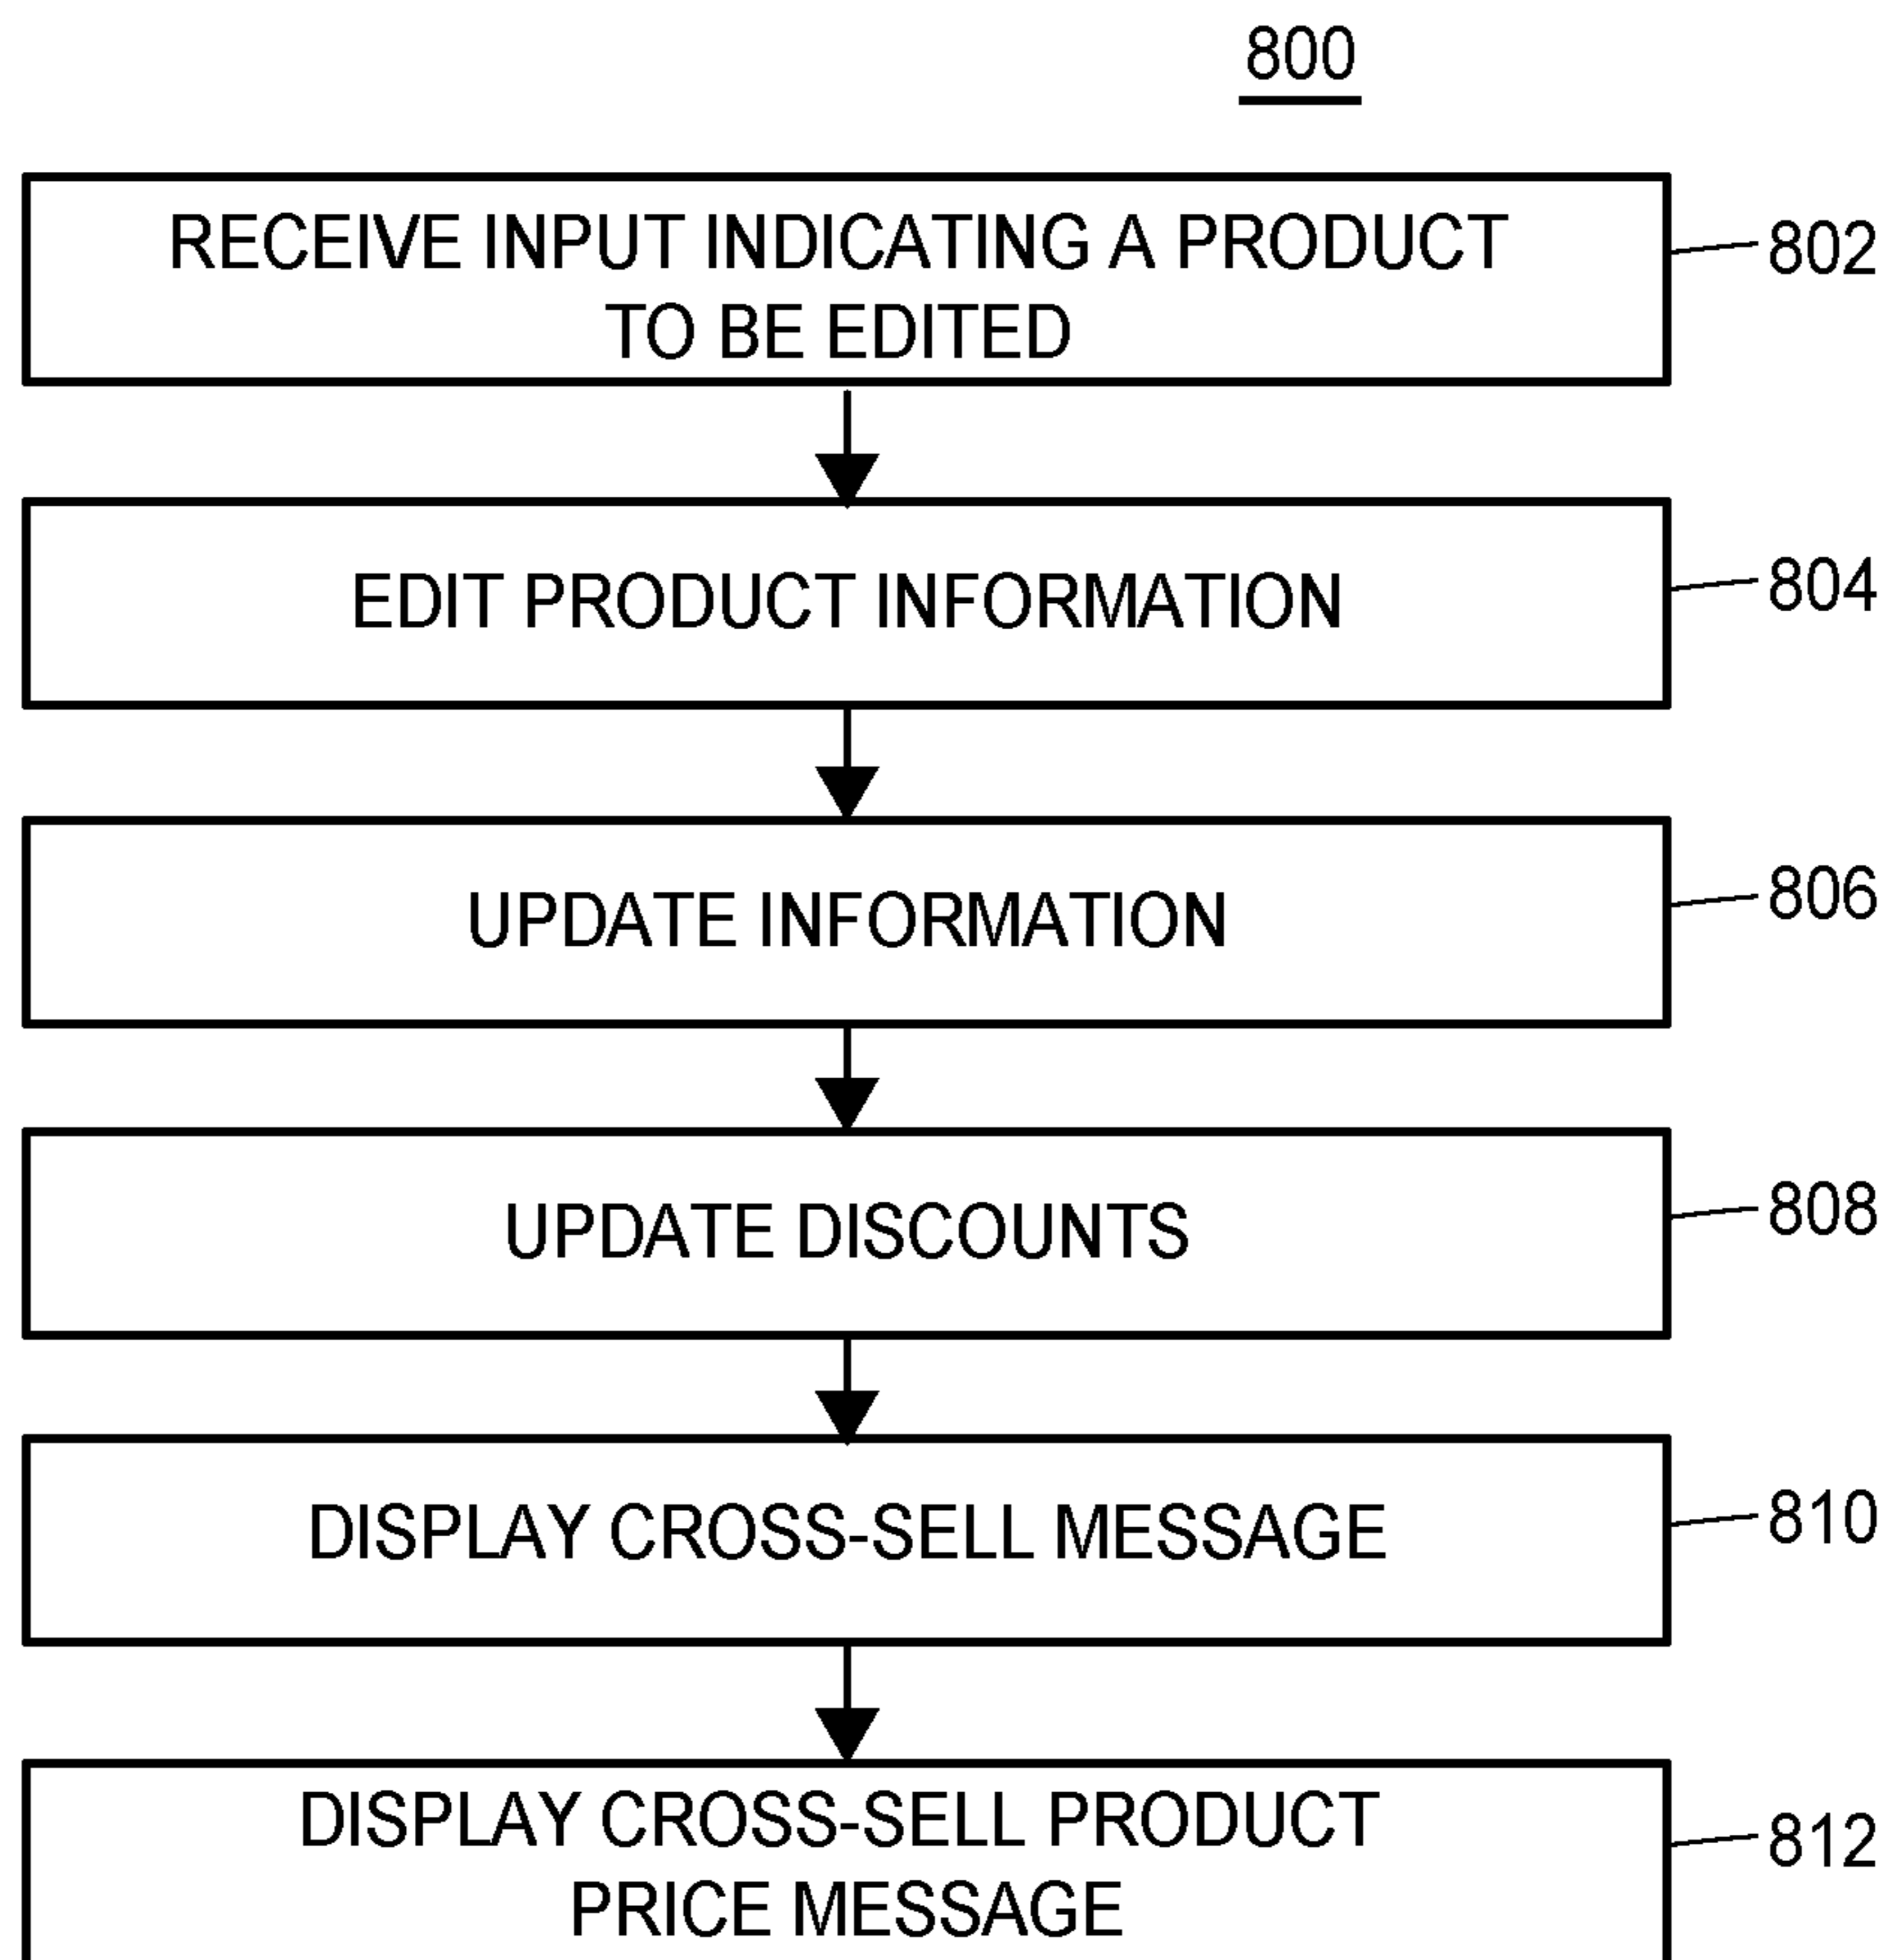 800
RECEIVE INPUT INDICATING A PRODUCT
TO BE EDITED
802
EDIT PRODUCT INFORMATION
804
UPDATE INFORMATION
806
UPDATE DISCOUNTS
808
DISPLAY CROSS-SELL MESSAGE
810
DISPLAY CROSS-SELL PRODUCT
PRICE MESSAGE
812